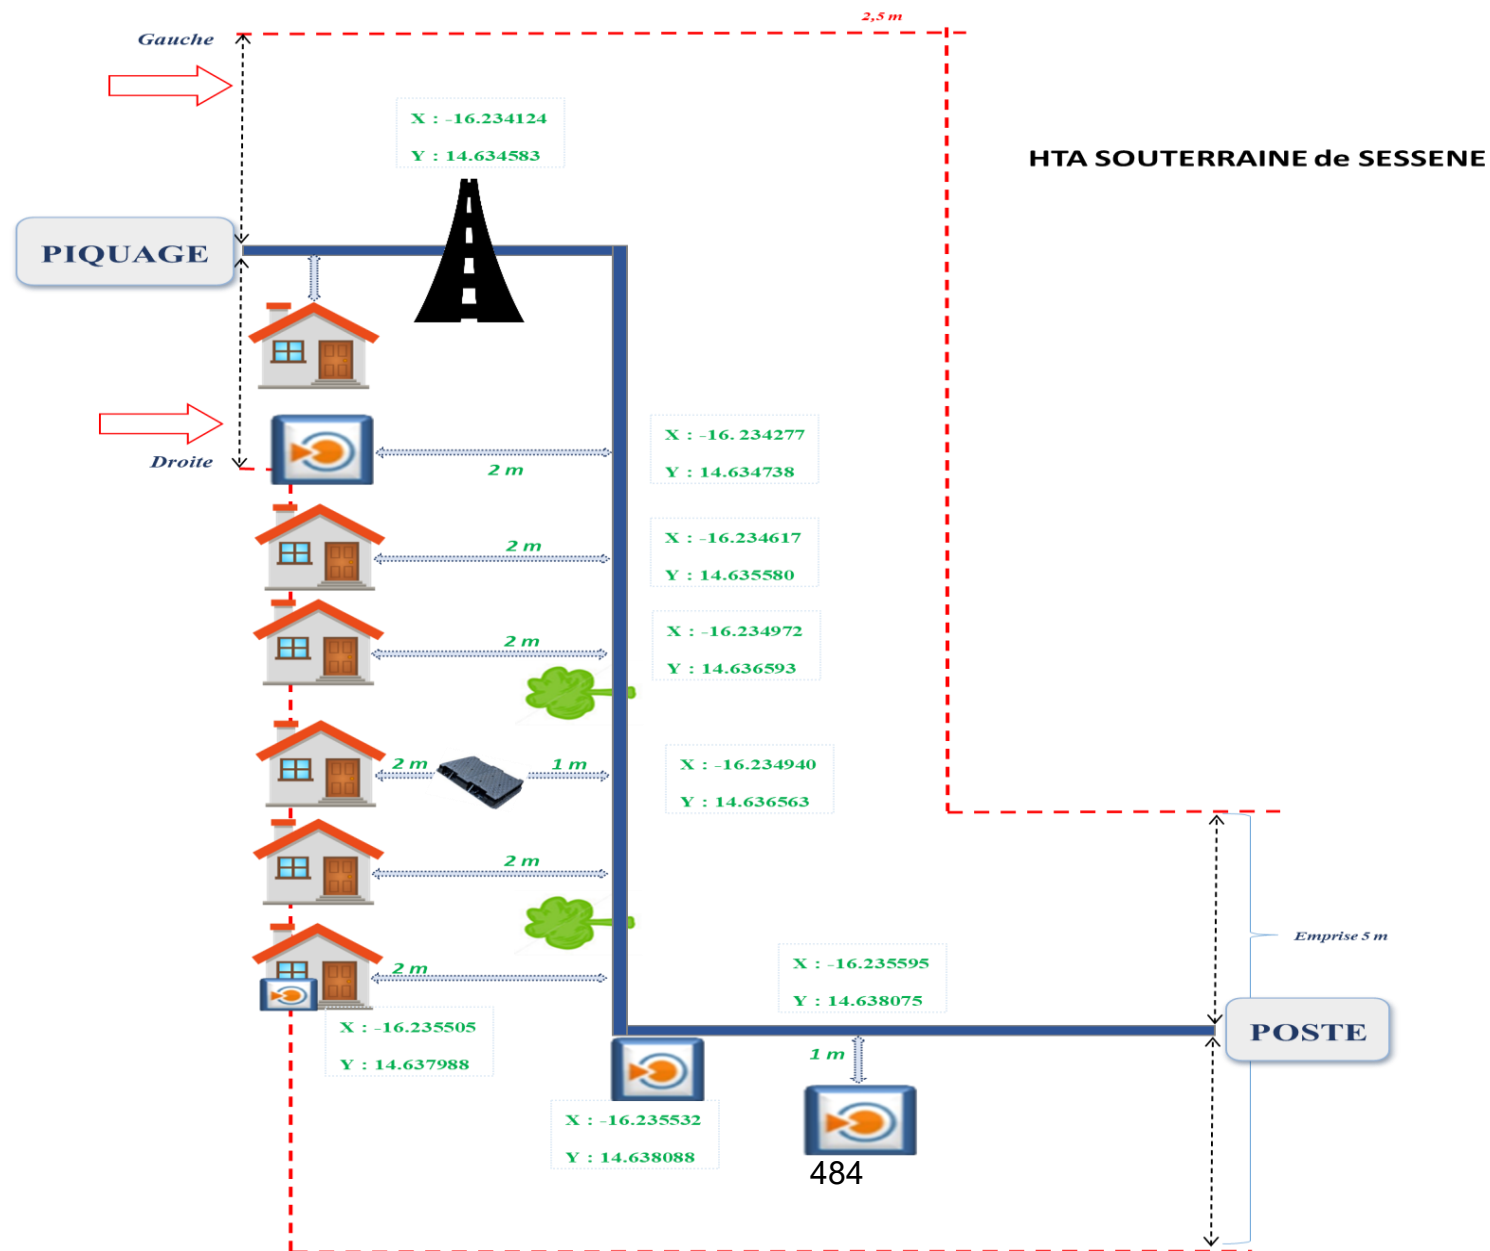 2,5 m
Gauche
X : -16.234124
Y : 14.634583
HTA SOUTERRAINE de SESSENE
PIQUAGE
X : -16. 234277
Y : 14.634738
Droite
2 m
X : -16.234617
Y : 14.635580
2 m
X : -16.234972
Y : 14.636593
2 m
2 m
1 m
X : -16.234940
Y : 14.636563
2 m
Emprise 5 m
2 m
X : -16.235595
Y : 14.638075
X : -16.235505
Y : 14.637988
POSTE
1 m
X : -16.235532
Y : 14.638088
484